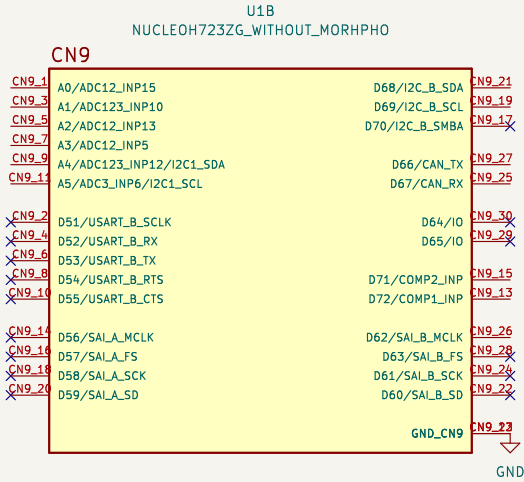 U1B
NUCLEOH723ZG_WITHOUT_MORHPHO
CN9
CN9_1 A0/ADC12_INP15 D68/I2C_B_SDA CN9_21
CN9_3 A1/ADC123_INP10 D69/I2C_B_SCL CN9_19
CN9_5 A2/ADC12_INP13 D70/I2C_B_SMBA CN9_17
CN9_7 A3/ADC12_INP5
CN9_9 A4/ADC123_INP12/I2C1_SDA D66/CAN_TX CN9_27
CN9_11 A5/ADC3_INP6/I2C1_SCL D67/CAN_RX CN9_25
CN9_2 D51/USART_B_SCLK D64/IO CN9_30
CN9_4 D52/USART_B_RX D65/IO CN9_29
CN9_6 D53/USART_B_TX
CN9_8 D54/USART_B_RTS D71/COMP2_INP CN9_15
CN9_10 D55/USART_B_CTS D72/COMP1_INP CN9_13
CN9_14 D56/SAI_A_MCLK D62/SAI_B_MCLK CN9_26
CN9_16 D57/SAI_A_FS D63/SAI_B_FS CN9_28
CN9_18 D58/SAI_A_SCK D61/SAI_B_SCK CN9_24
CN9_20 D59/SAI_A_SD D60/SAI_B_SD CN9_22
GND_CN9
GND